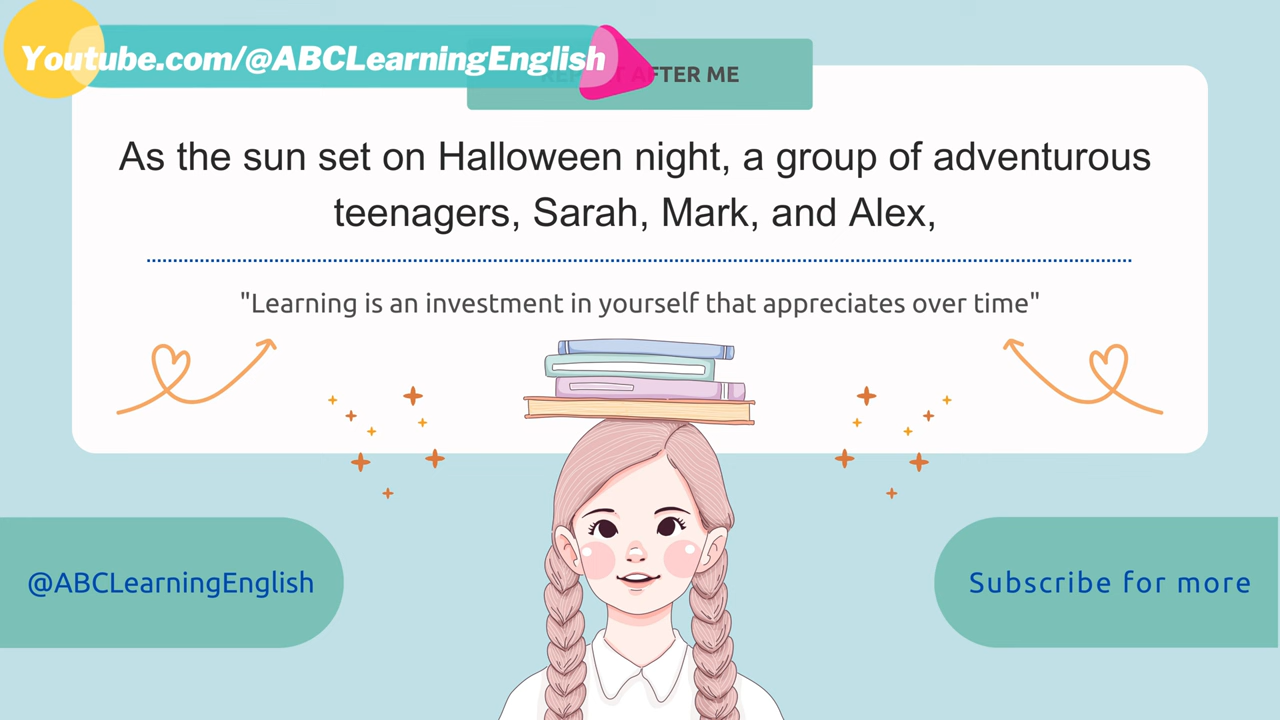 Youtube.com/@ABCLearningEnglish
AFTER ME
As the sun set on Halloween night, a group of adventurous
teenagers, Sarah, Mark, and Alex,
"Learning is an investment in yourself that appreciates over time"
@ABCLearningEnglish
Subscribe for more